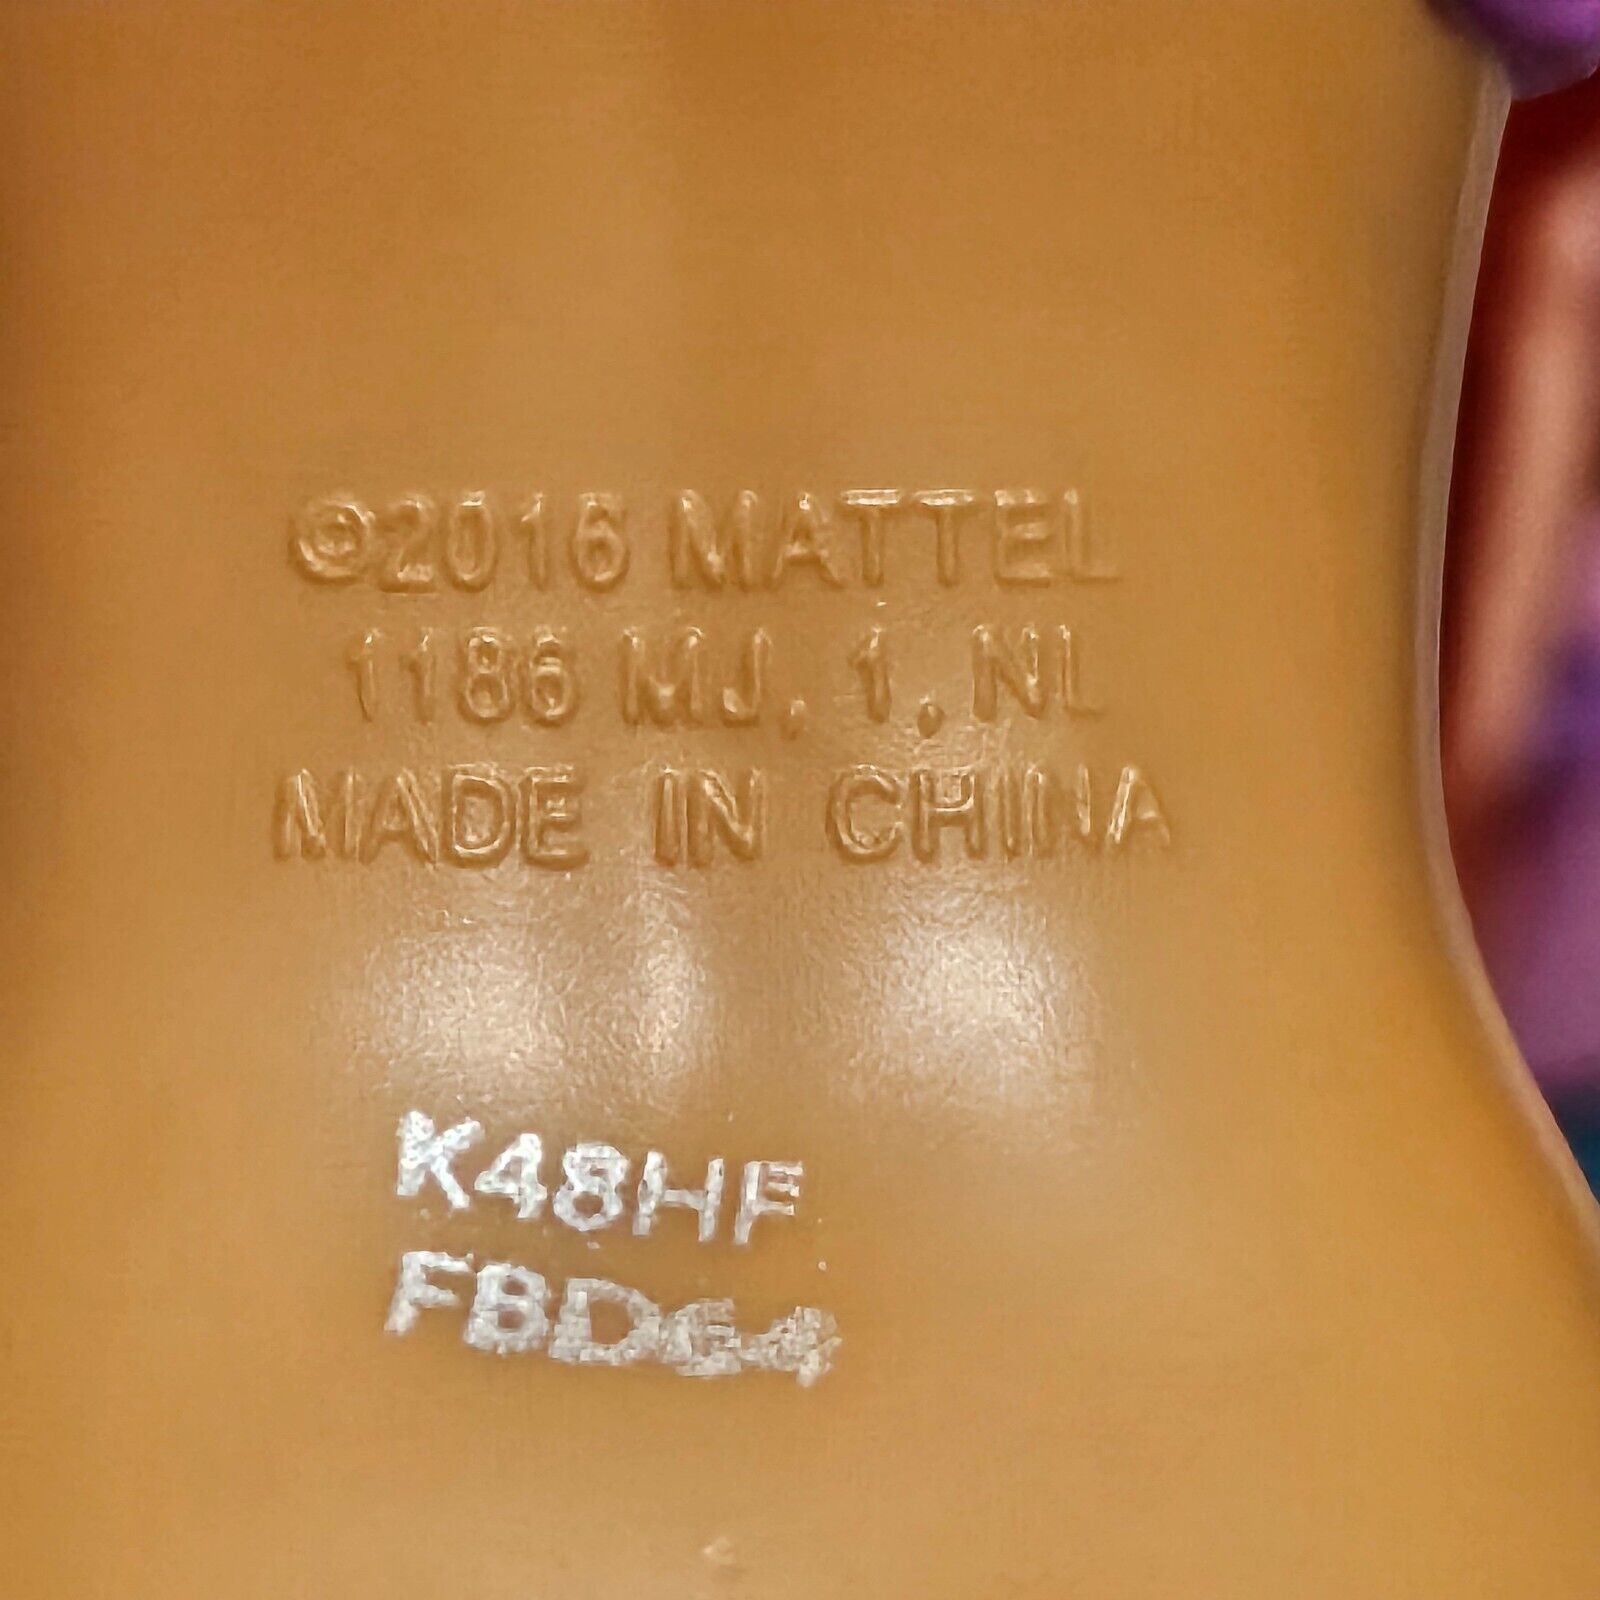 ©2016 MATTEL
1186 MJ, 1, NL
MADE IN CHINA
K48HF
FBD64